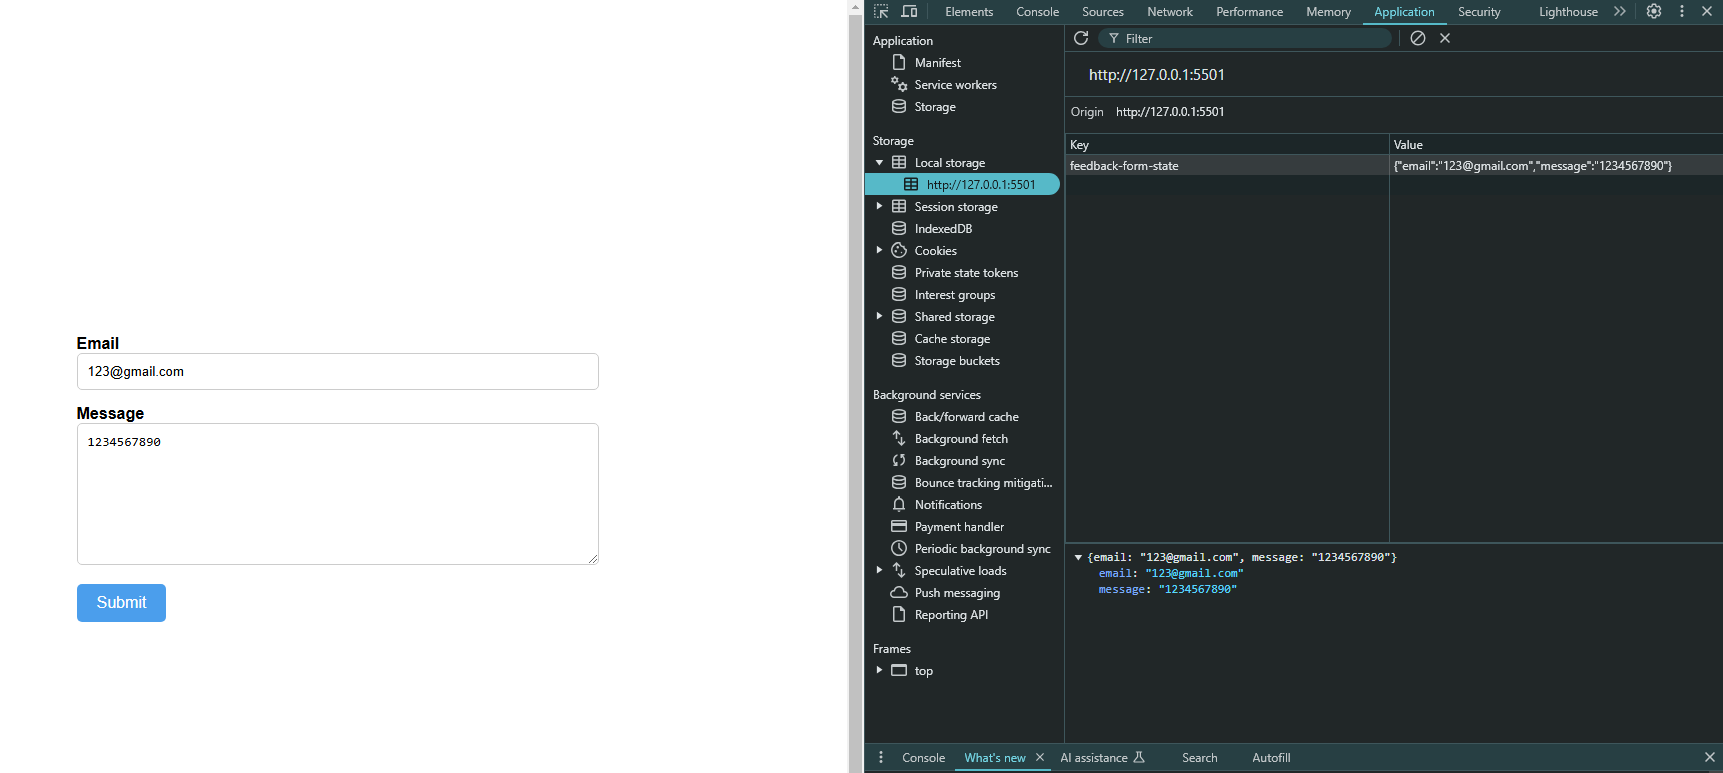 Email
123@gmail.com
Message
1234567890
Submit
Elements Console Sources Network Performance Memory Application Security Lighthouse
Application
Manifest
Service workers
Storage
Storage
Local storage
http://127.0.0.1:5501
Session storage
IndexedDB
Cookies
Private state tokens
Interest groups
Shared storage
Cache storage
Storage buckets
Background services
Back/forward cache
Background fetch
Background sync
Bounce tracking mitigati...
Notifications
Payment handler
Periodic background sync
Speculative loads
Push messaging
Reporting API
Frames
top
Filter
http://127.0.0.1:5501
Origin http://127.0.0.1:5501
Key Value
feedback-form-state {"email":"123@gmail.com","message":"1234567890"}
{email: "123@gmail.com", message: "1234567890"}
email: "123@gmail.com"
message: "1234567890"
Console What's new AI assistance Search Autofill